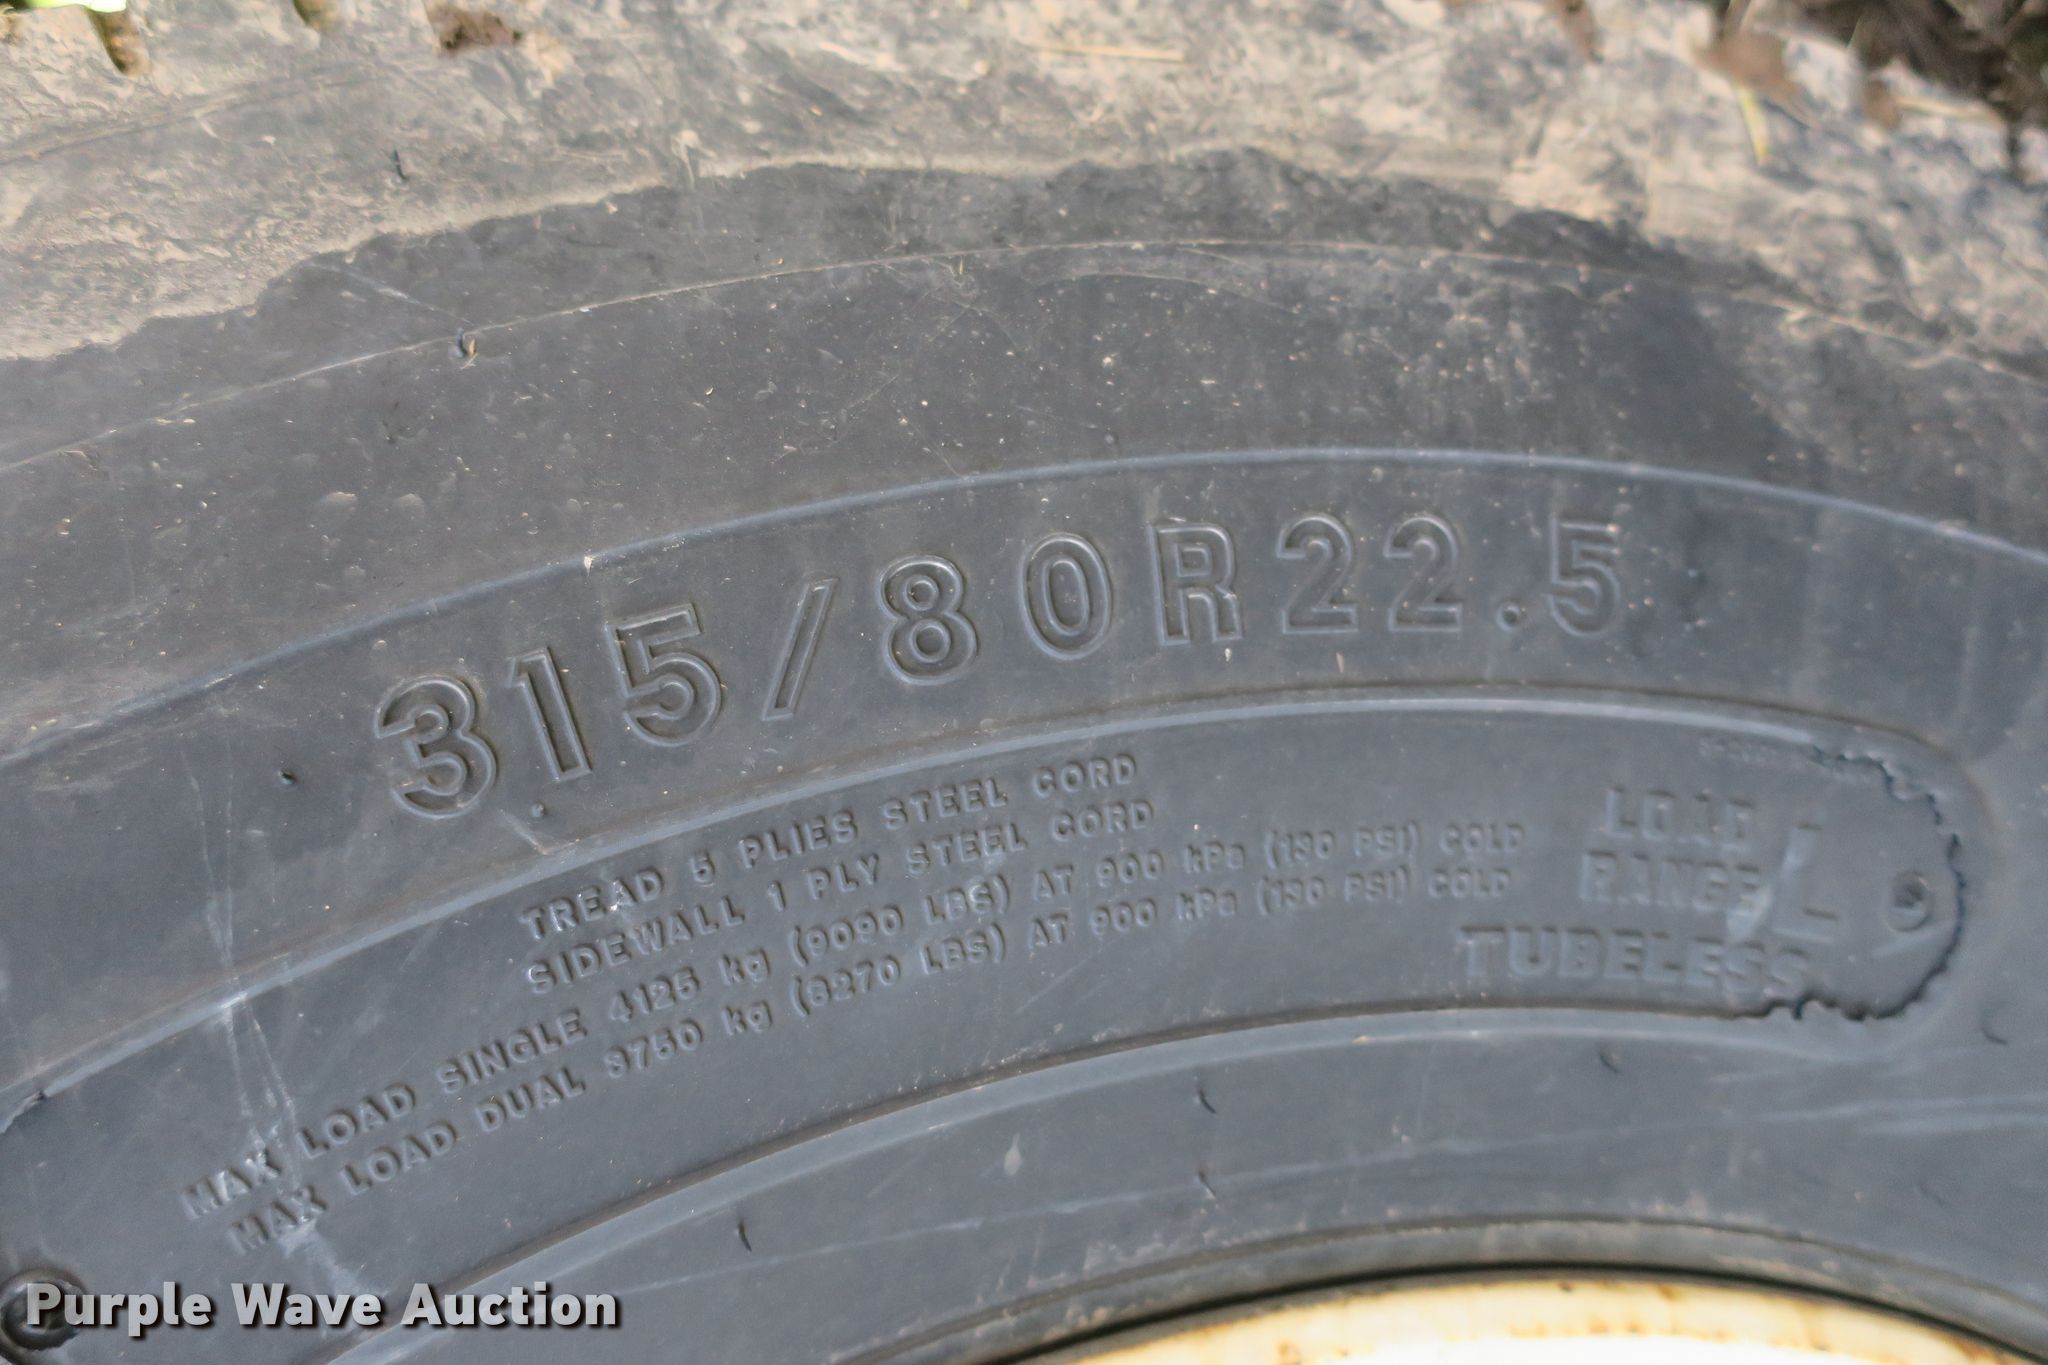 315/80R22.5
TREAD 5 PLIES STEEL CORD
SIDEWALL 1 PLY STEEL CORD
MAX LOAD SINGLE 4125 kg (9090 LBS) AT 900 kPa (130 PSI) COLD
MAX LOAD DUAL 3750 kg (8270 LBS) AT 900 kPa (130 PSI) COLD
LOAD
RANGE L
TUBELESS
Purple Wave Auction